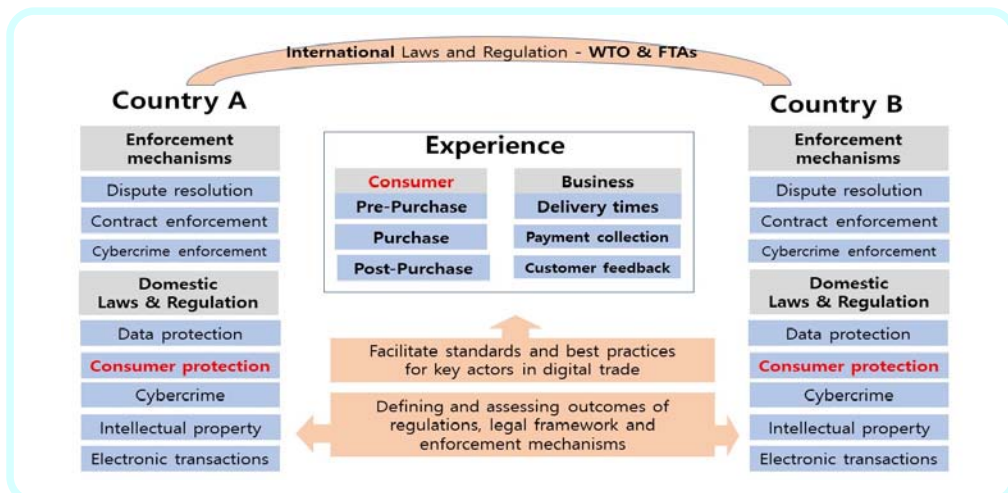 International Laws and Regulation - WTO & FTAs
Country A
Enforcement
mechanisms
Dispute resolution
Contract enforcement
Cybercrime enforcement
Domestic
Laws & Regulation
Data protection
Consumer protection
Cybercrime
Intellectual property
Electronic transactions
Experience
Consumer
Pre-Purchase
Purchase
Post-Purchase
Business
Delivery times
Payment collection
Customer feedback
Facilitate standards and best practices
for key actors in digital trade
Defining and assessing outcomes of
regulations, legal framework and
enforcement mechanisms
Country B
Enforcement
mechanisms
Dispute resolution
Contract enforcement
Cybercrime enforcement
Domestic
Laws & Regulation
Data protection
Consumer protection
Cybercrime
Intellectual property
Electronic transactions